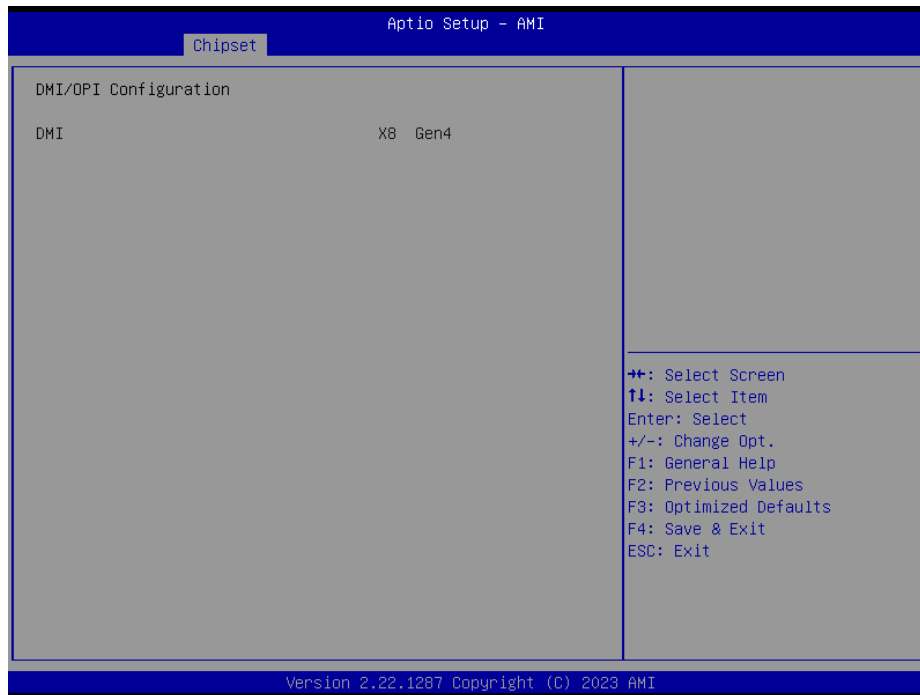 Aptio Setup - AMI
Chipset
DMI/OPI Configuration
DMI X8 Gen4
→←: Select Screen
↑↓: Select Item
Enter: Select
+/-: Change Opt.
F1: General Help
F2: Previous Values
F3: Optimized Defaults
F4: Save & Exit
ESC: Exit
Version 2.22.1287 Copyright (C) 2023 AMI